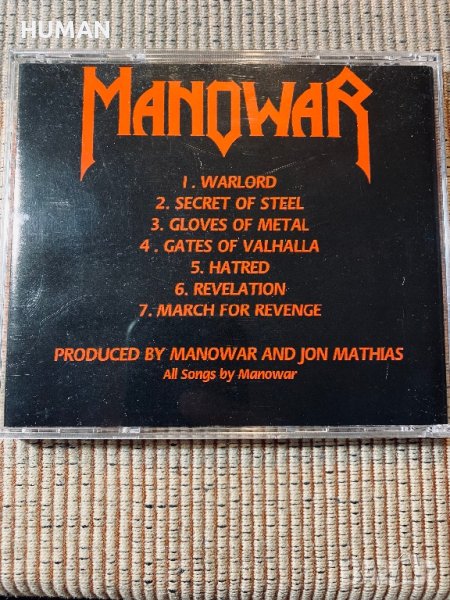 HUMAN
MANOWAR
1. WARLORD
2. SECRET OF STEEL
3. GLOVES OF METAL
4. GATES OF VALHALLA
5. HATRED
6. REVELATION
7. MARCH FOR REVENGE
PRODUCED BY MANOWAR AND JON MATHIAS
All Songs by Manowar